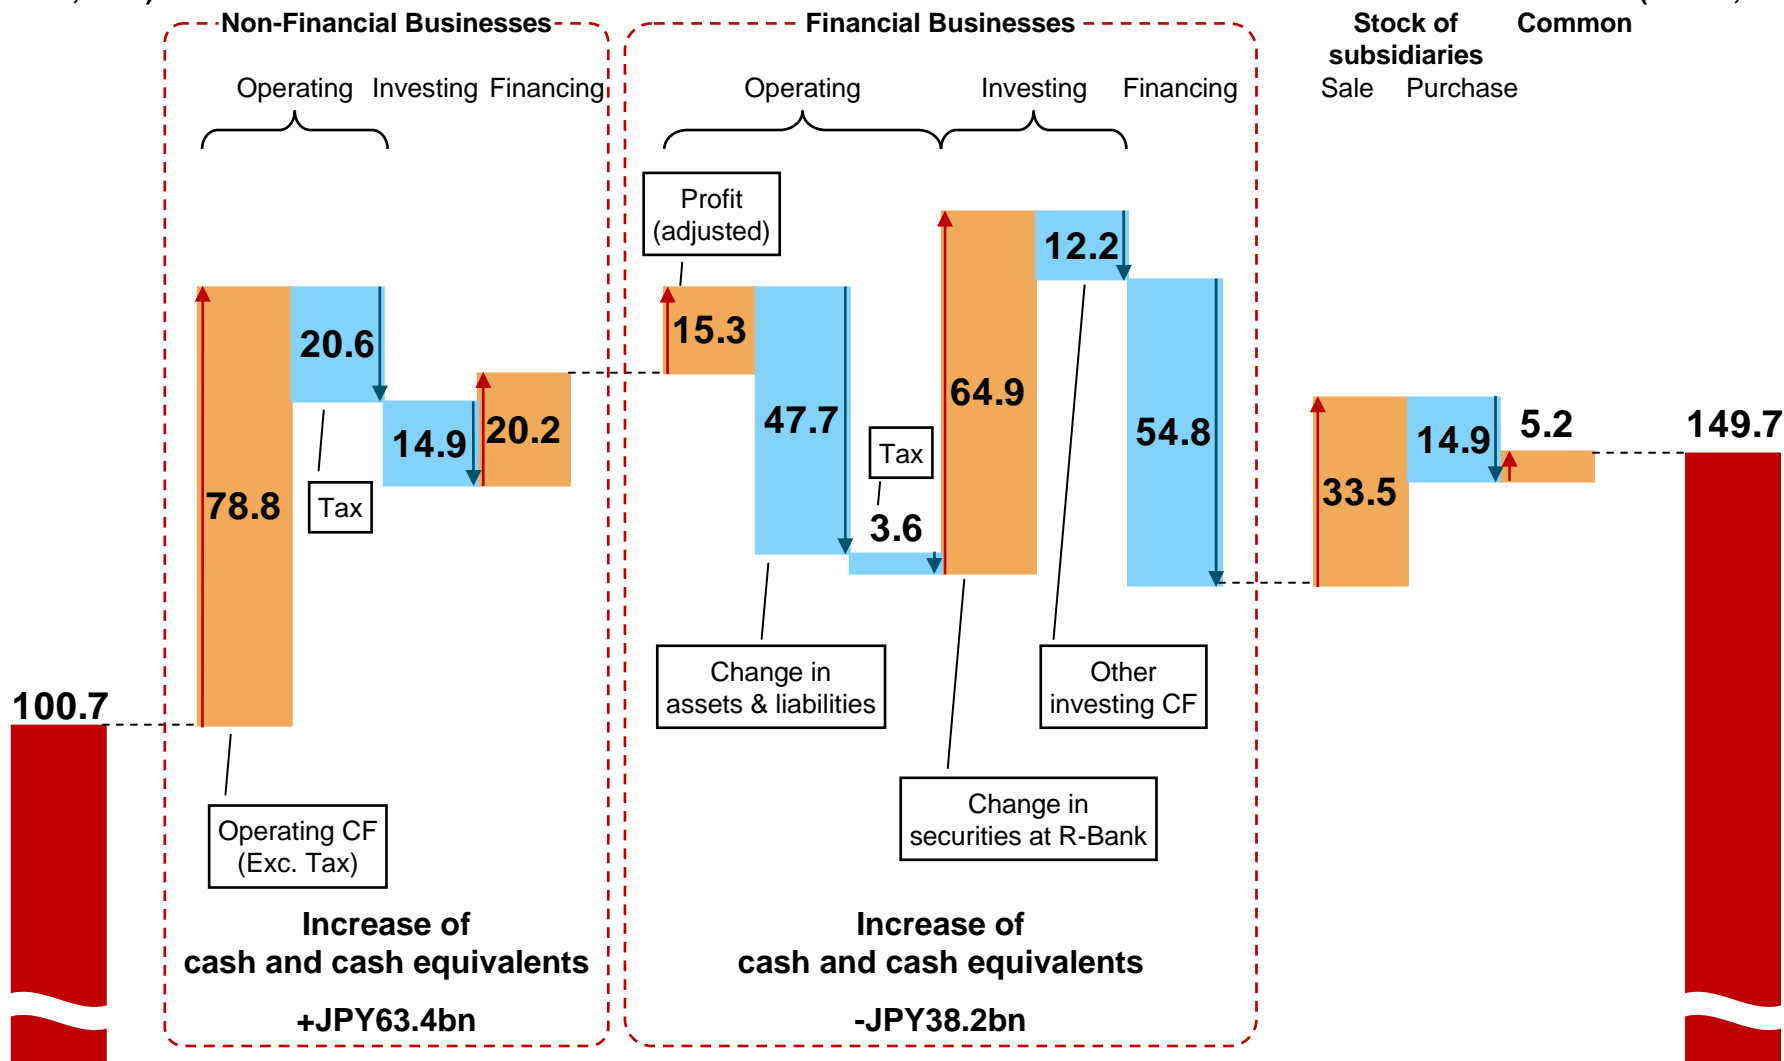 Non-Financial Businesses
Financial Businesses
Stock of
subsidiaries
Common
Operating
Investing
Financing
Operating
Investing
Financing
Sale
Purchase
Profit
(adjusted)
12.2
20.6
15.3
64.9
14.9
20.2
47.7
Tax
54.8
14.9
5.2
149.7
78.8
Tax
3.6
33.5
100.7
Change in
assets & liabilities
Other
investing CF
Operating CF
(Exc. Tax)
Change in
securities at R-Bank
Increase of
cash and cash equivalents
+JPY63.4bn
Increase of
cash and cash equivalents
-JPY38.2bn